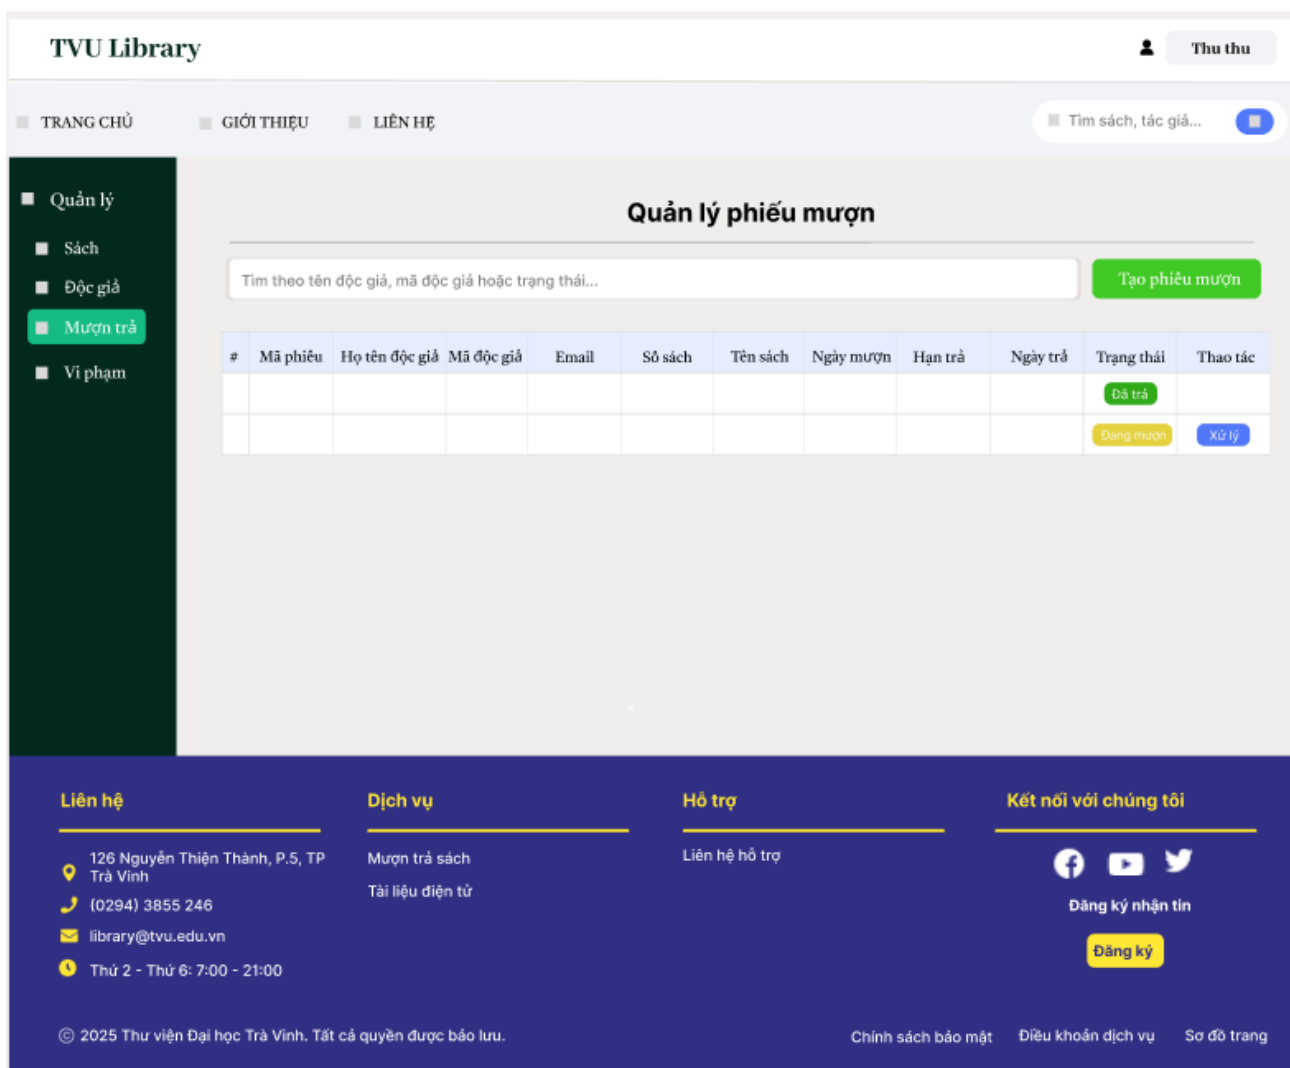 TVU Library
Thu thu
TRANG CHỦ
GIỚI THIỆU
LIÊN HỆ
Tìm sách, tác giả...
Quản lý
Sách
Độc giả
Mượn trả
Vi phạm
Quản lý phiếu mượn
Tìm theo tên độc giả, mã độc giả hoặc trạng thái...
Tạo phiếu mượn
# Mã phiếu Họ tên độc giả Mã độc giả Email Số sách Tên sách Ngày mượn Hạn trả Ngày trả Trạng thái Thao tác
Đã trả
Đang mượn Xử lý
Liên hệ
126 Nguyễn Thiện Thành, P.5, TP
Trà Vinh
(0294) 3855 246
library@tvu.edu.vn
Thứ 2 - Thứ 6: 7:00 - 21:00
Dịch vụ
Mượn trả sách
Tài liệu điện tử
Hỗ trợ
Liên hệ hỗ trợ
Kết nối với chúng tôi
Đăng ký nhận tin
Đăng ký
© 2025 Thư viện Đại học Trà Vinh. Tất cả quyền được bảo lưu.
Chính sách bảo mật
Điều khoản dịch vụ
Sơ đồ trang